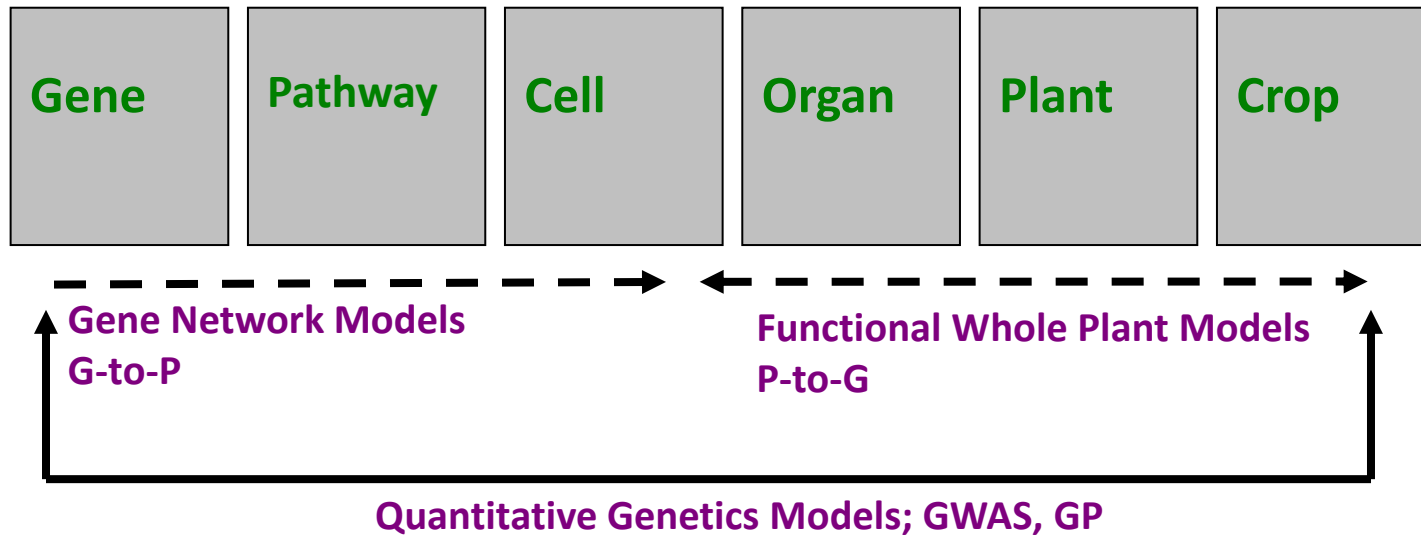 Gene
Pathway
Cell
Organ
Plant
Crop
Gene Network Models
G-to-P
Functional Whole Plant Models
P-to-G
Quantitative Genetics Models; GWAS, GP